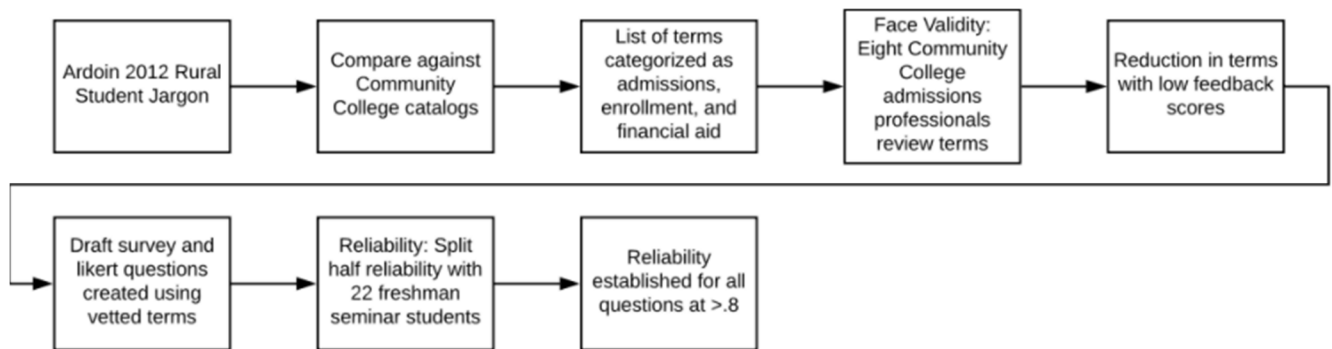 Ardoin 2012 Rural
Student Jargon
Compare against
Community
College catalogs
List of terms
categorized as
admissions,
enrollment, and
financial aid
Face Validity:
Eight Community
College
admissions
professionals
review terms
Reduction in terms
with low feedback
scores
Draft survey and
likert questions
created using
vetted terms
Reliability: Split
half reliability with
22 freshman
seminar students
Reliability
established for all
questions at >.8